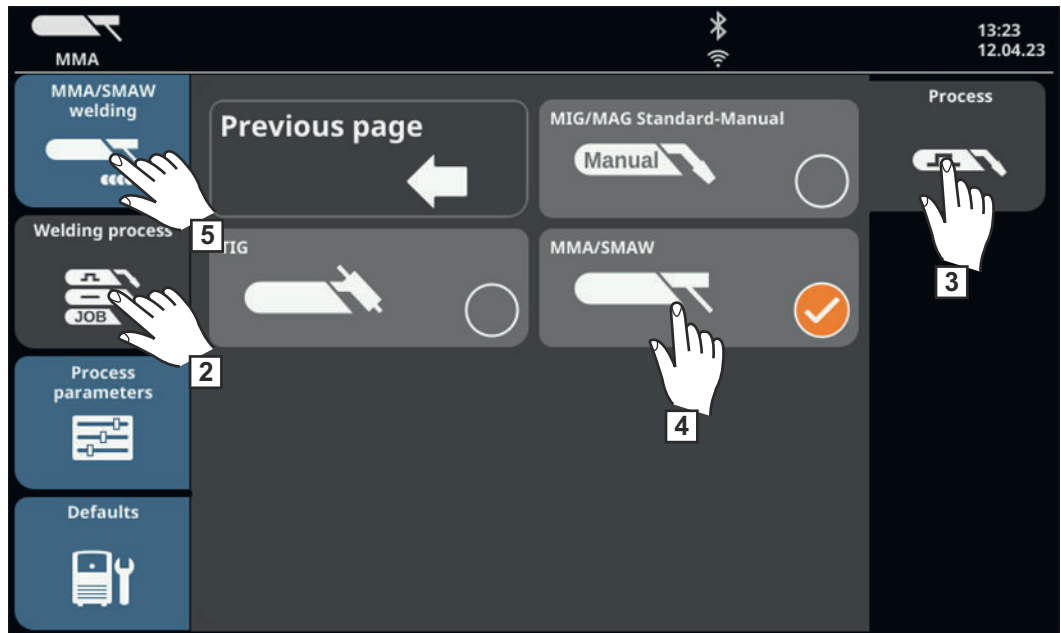 MMA
13:23
12.04.23
MMA/SMAW
welding
5
Welding process
JOB
2
Process
parameters
Defaults
Previous page
MIG/MAG Standard-Manual
Manual
TIG
MMA/SMAW
4
Process
3